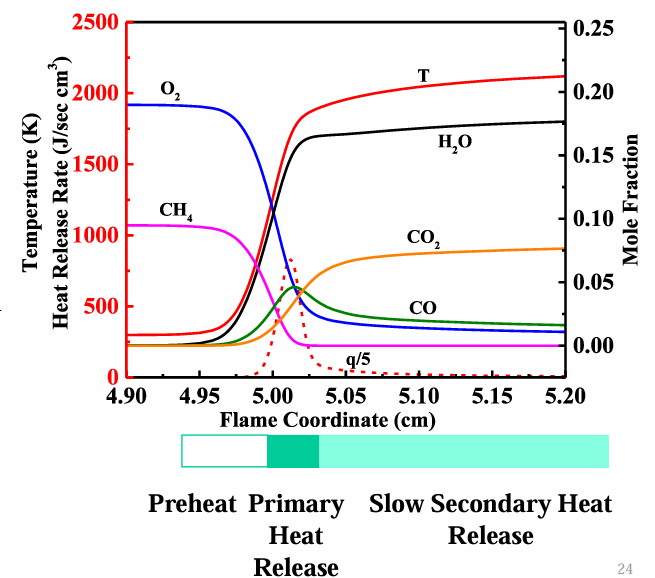 Temperature (K)
Heat Release Rate (J/sec cm³)
2500
2000
1500
1000
500
0
O₂
CH₄
T
H₂O
CO₂
CO
q/5
0.25
0.20
0.15
0.10
0.05
0.00
Mole Fraction
4.90 4.95 5.00 5.05 5.10 5.15 5.20
Flame Coordinate (cm)
Preheat Primary Slow Secondary Heat
Heat Release
Release
24